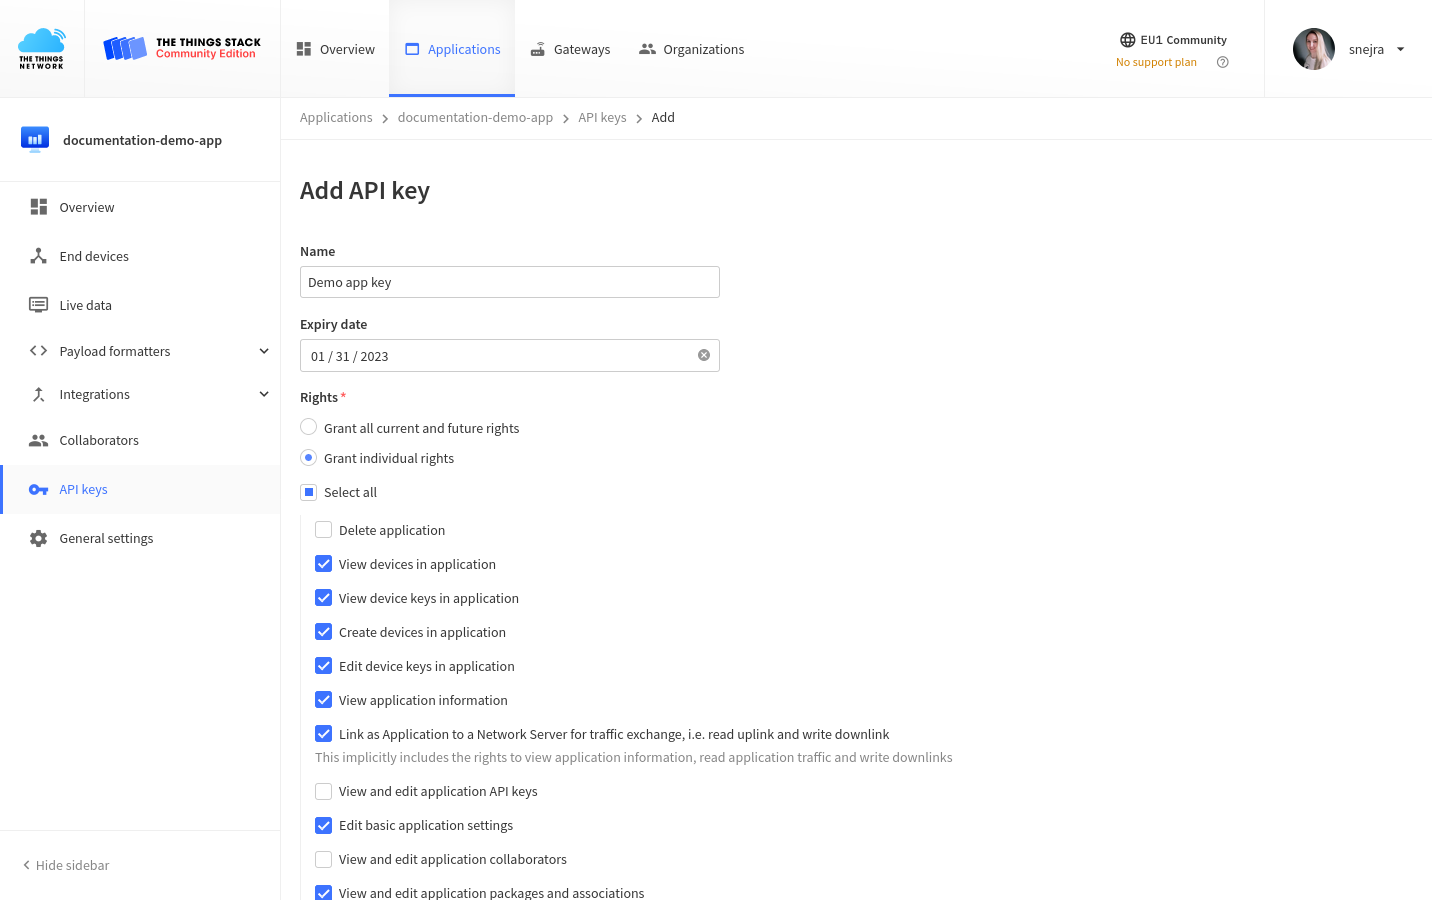 THE THINGS
NETWORK
THE THINGS STACK
Community Edition
Overview
Applications
Gateways
Organizations
EU1 Community
No support plan
snejra
documentation-demo-app
Overview
End devices
Live data
Payload formatters
Integrations
Collaborators
API keys
General settings
Hide sidebar
Applications > documentation-demo-app > API keys > Add
Add API key
Name
Demo app key
Expiry date
01 / 31 / 2023
Rights *
Grant all current and future rights
Grant individual rights
Select all
Delete application
View devices in application
View device keys in application
Create devices in application
Edit device keys in application
View application information
Link as Application to a Network Server for traffic exchange, i.e. read uplink and write downlink
This implicitly includes the rights to view application information, read application traffic and write downlinks
View and edit application API keys
Edit basic application settings
View and edit application collaborators
View and edit application packages and associations